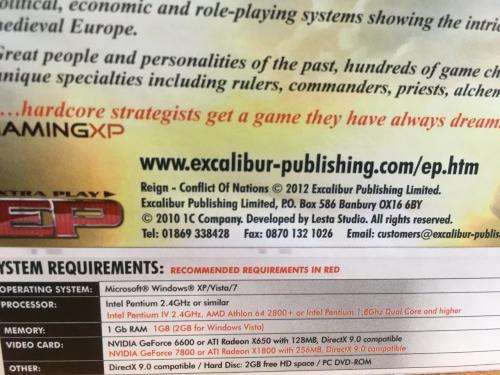 political, economic and role-playing systems showing the intri
medieval Europe.
Great people and personalities of the past, hundreds of game ch
unique specialties including rulers, commanders, priests, alchem
"...hardcore strategists get a game they have always dream
GAMINGXP
www.excalibur-publishing.com/ep.htm
EXTRA PLAY
EP
Reign - Conflict Of Nations © 2012 Excalibur Publishing Limited.
Excalibur Publishing Limited, P.O. Box 586 Banbury OX16 6BY
© 2010 1C Company. Developed by Lesta Studio. All rights reserved.
Tel: 01869 338428 Fax: 0870 132 1026 Email: customers@excalibur-publis
SYSTEM REQUIREMENTS: RECOMMENDED REQUIREMENTS IN RED
OPERATING SYSTEM: Microsoft® Windows® XP/Vista/7
PROCESSOR: Intel Pentium 2.4GHz or similar
Intel Pentium IV 2.4GHz, AMD Athlon 64 2800+ or Intel Pentium 1.8Ghz Dual Core and higher
MEMORY: 1 Gb RAM 1GB (2GB for Windows Vista)
VIDEO CARD: NVIDIA GeForce 6600 or ATI Radeon X650 with 128MB, DirectX 9.0 compatible
NVIDIA GeForce 7800 or ATI Radeon X1800 with 256MB, DirectX 9.0 compatible
OTHER: DirectX 9.0 compatible / Hard Disc: 2GB free HD space / PC DVD-ROM